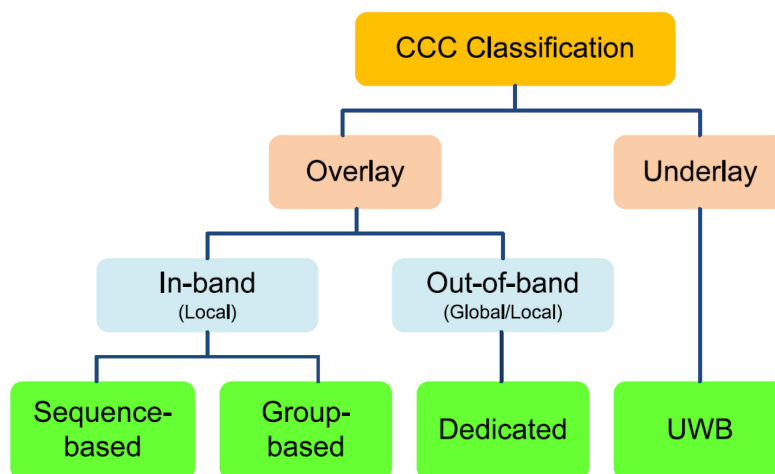 CCC Classification
Overlay
Underlay
In-band
(Local)
Out-of-band
(Global/Local)
Sequence-
based
Group-
based
Dedicated
UWB